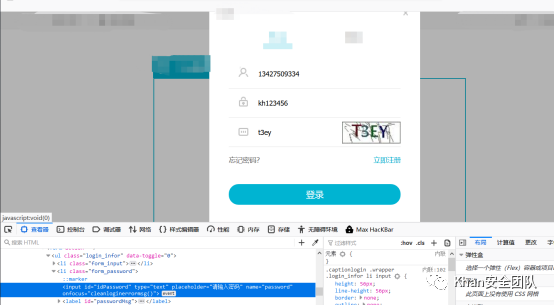 ×
13427509334
kh123456
t3ey
T3EY
忘记密码?
立即注册
登录
javascript:void(0)
查看器 控制台 调试器 网络 样式编辑器 性能 内存 存储 无障碍环境 Max HackBar
搜索 HTML
过滤样式 :hov .cls
布局 计算值 更改
<ul class="login_infor" data-toggle="0">
<li class="form_input"> </li>
<li class="form_password">
::marker
<input id="idPassword" type="text" placeholder="请输入密码" name="password"
onfocus="cleanloginerrormsg()"> event
<label id="passwordMsg"> </label>
元素 { 内联
}
.captionlogin .wrapper
.login_infor li input {
height: 50px;
line-height: 50px;
border: none;
弹性盒
选择一个弹性 (Flex) 容器或项目
此页面上没有使用 CSS 网格
Kiran安全团队